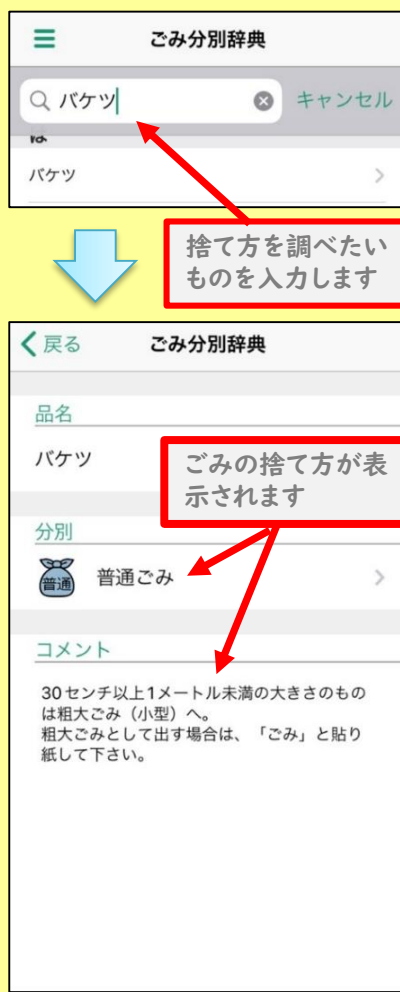 ごみ分別辞典
バケツ
キャンセル
は
バケツ
捨て方を調べたい
ものを入力します
戻る
ごみ分別辞典
品名
バケツ
ごみの捨て方が表
示されます
分別
普通
普通ごみ
コメント
30センチ以上1メートル未満の大きさのもの
は粗大ごみ（小型）へ。
粗大ごみとして出す場合は、「ごみ」と貼り
紙して下さい。